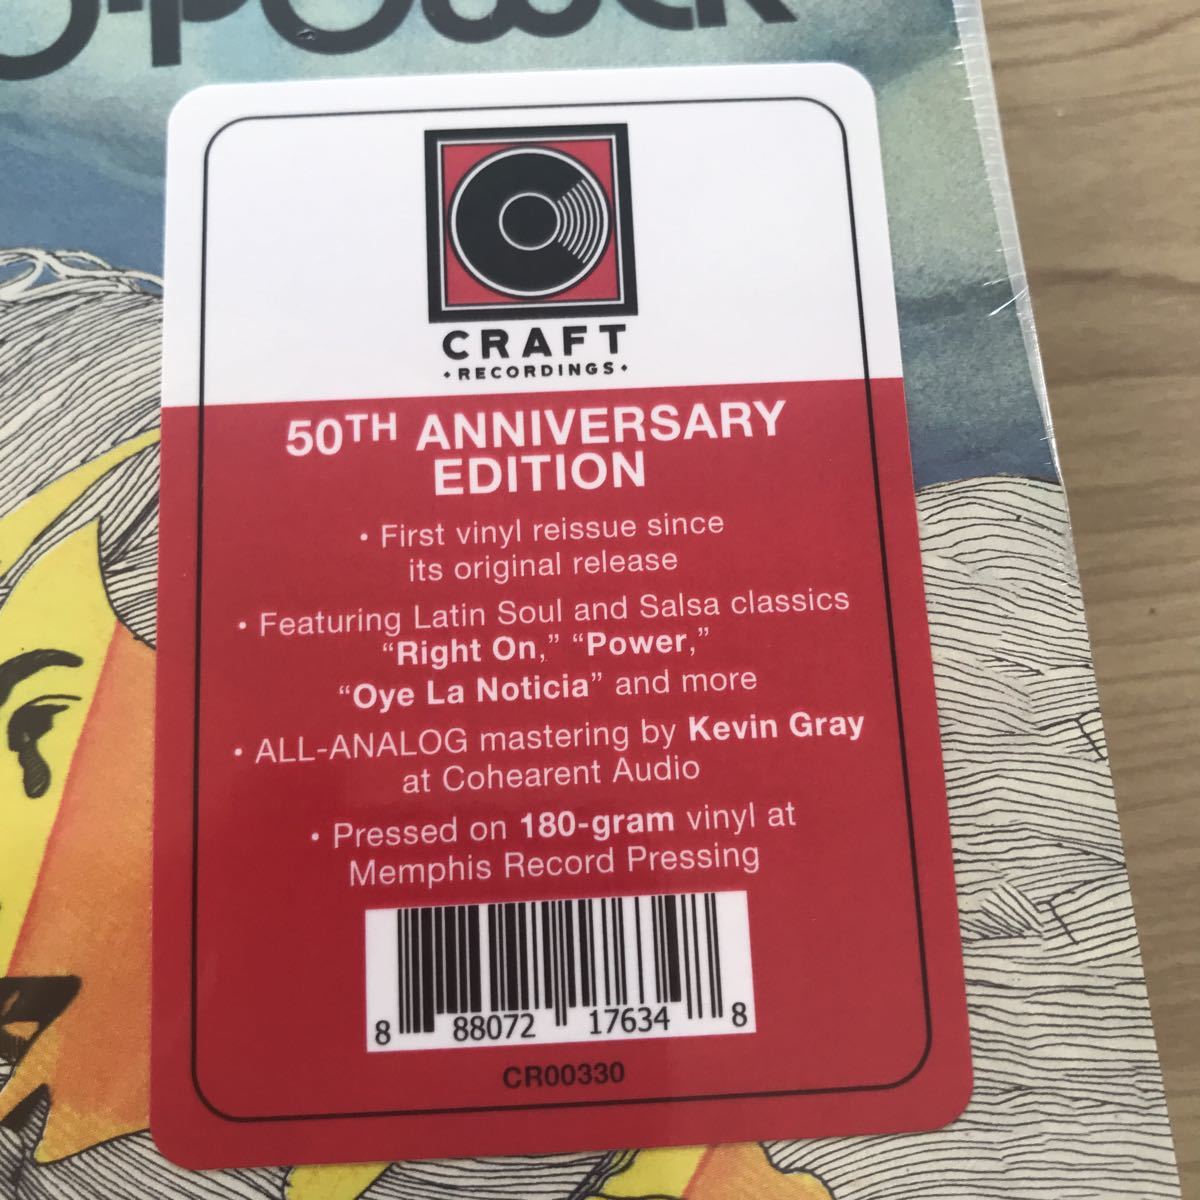 CRAFT
•RECORDINGS•
50TH ANNIVERSARY
EDITION
• First vinyl reissue since
its original release
• Featuring Latin Soul and Salsa classics
“Right On,” “Power,”
“Oye La Noticia” and more
• ALL-ANALOG mastering by Kevin Gray
at Cohearent Audio
• Pressed on 180-gram vinyl at
Memphis Record Pressing
8 88072 17634 8
CR00330